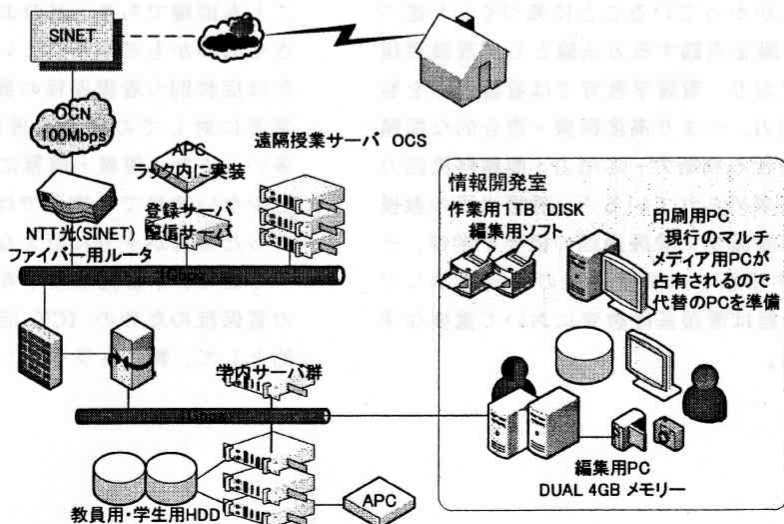 SINET
OCN
100Mbps
NTT光(SINET)
ファイバー用ルータ
APC
ラック内に実装
登録サーバ
配信サーバ
遠隔授業サーバ OCS
1Gbps
学内サーバ群
1Gbps
教員用・学生用HDD
APC
情報開発室
作業用1TB DISK
編集用ソフト
印刷用PC
現行のマルチ
メディア用PCが
占有されるので
代替のPCを準備
編集用PC
DUAL 4GB メモリー